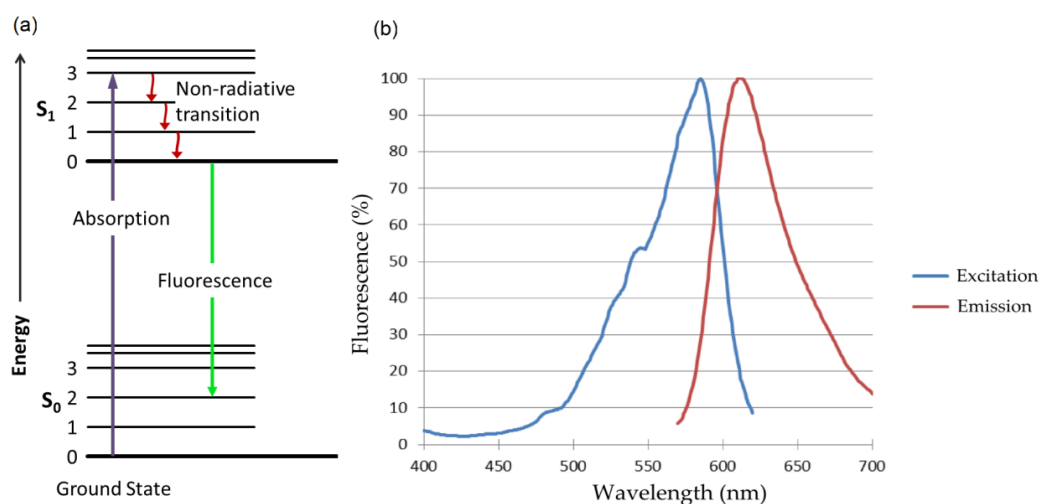 (a)
Energy
S1
3
2
1
0
Non-radiative
transition
Absorption
Fluorescence
S0
3
2
1
0
Ground State
(b)
Fluorescence (%)
100
90
80
70
60
50
40
30
20
10
0
400 450 500 550 600 650 700
Wavelength (nm)
Excitation
Emission